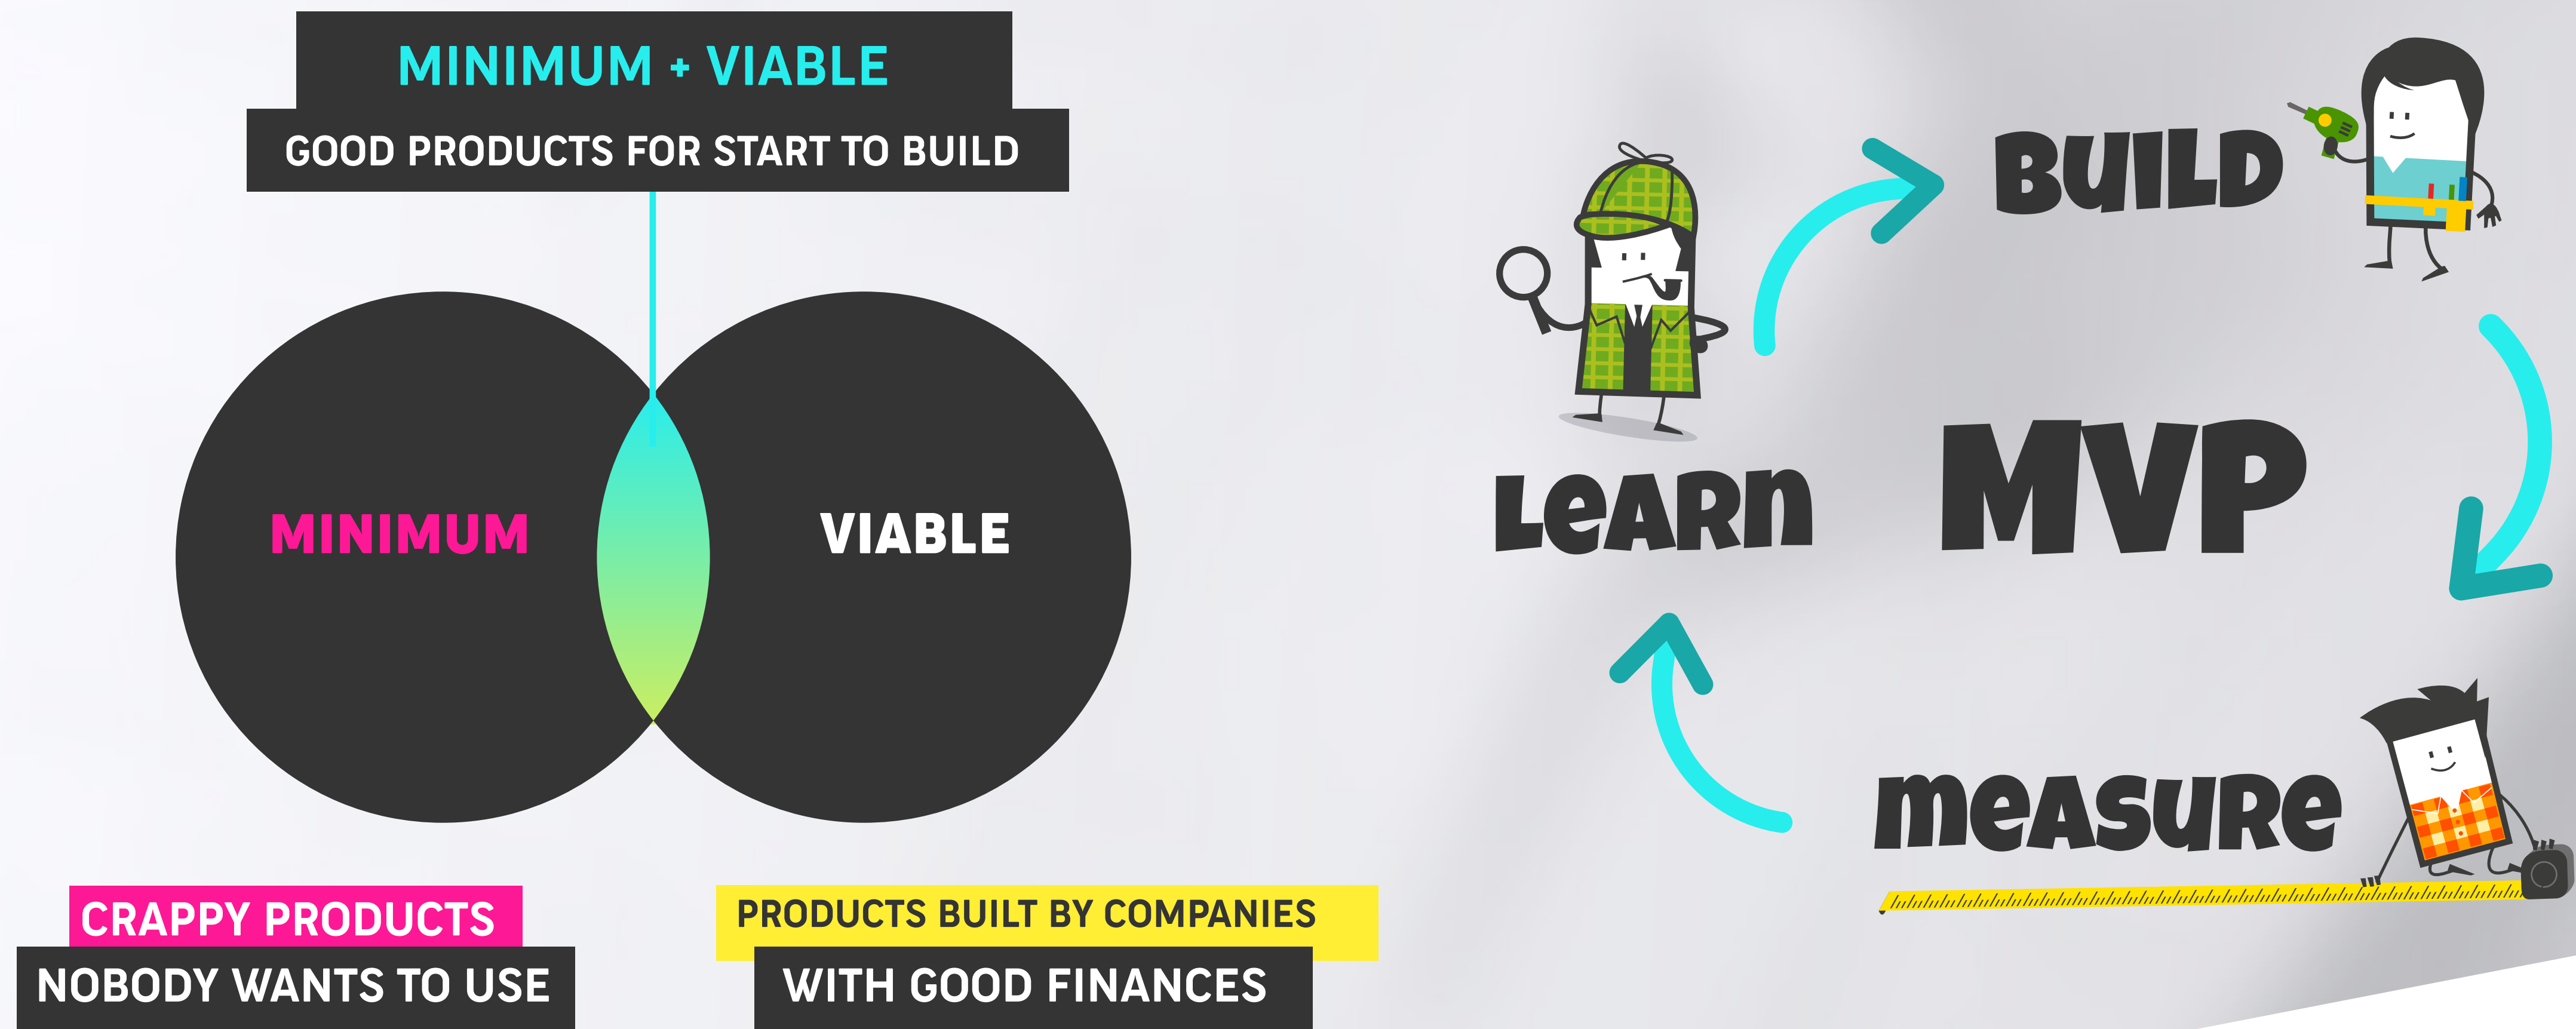 MINIMUM + VIABLE
GOOD PRODUCTS FOR START TO BUILD
MINIMUM
VIABLE
CRAPPY PRODUCTS
NOBODY WANTS TO USE
PRODUCTS BUILT BY COMPANIES
WITH GOOD FINANCES
BUILD
LeARn
MVP
meASuRe